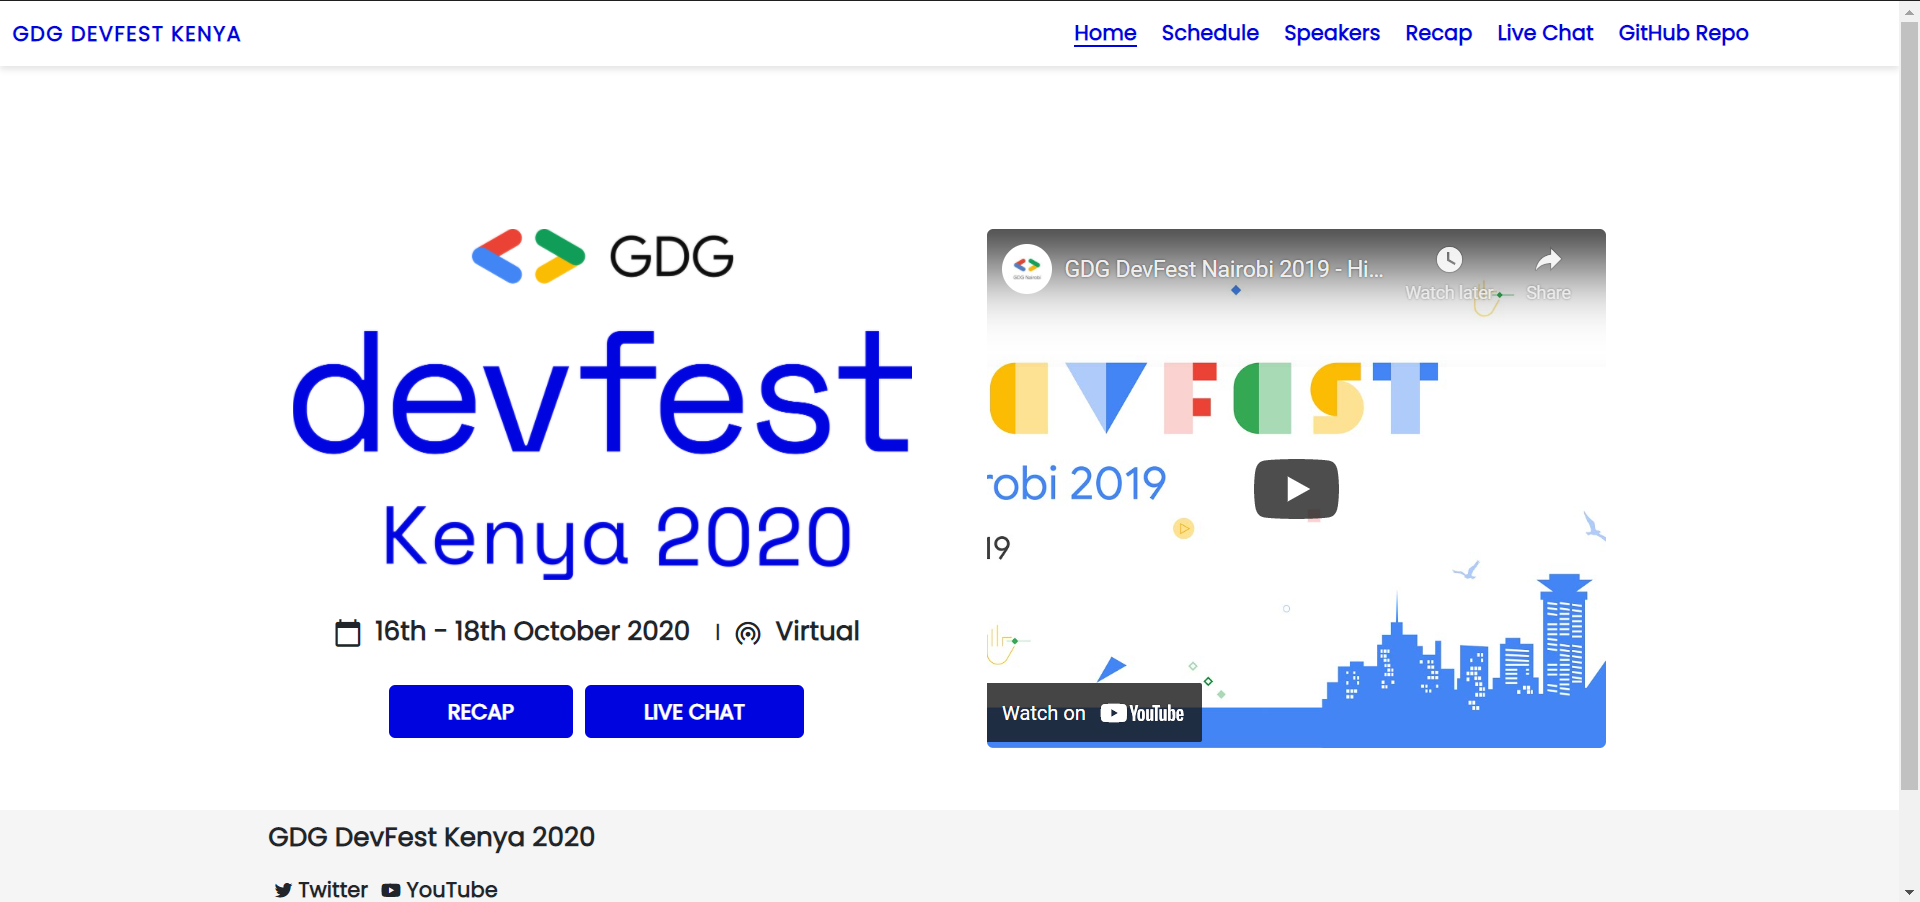 GDG DEVFEST KENYA
Home Schedule Speakers Recap Live Chat GitHub Repo
GDG
devfest
Kenya 2020
16th - 18th October 2020 | Virtual
RECAP LIVE CHAT
GDG DevFest Nairobi 2019 - Hi...
Watch later Share
robi 2019
19
Watch on YouTube
GDG DevFest Kenya 2020
Twitter YouTube